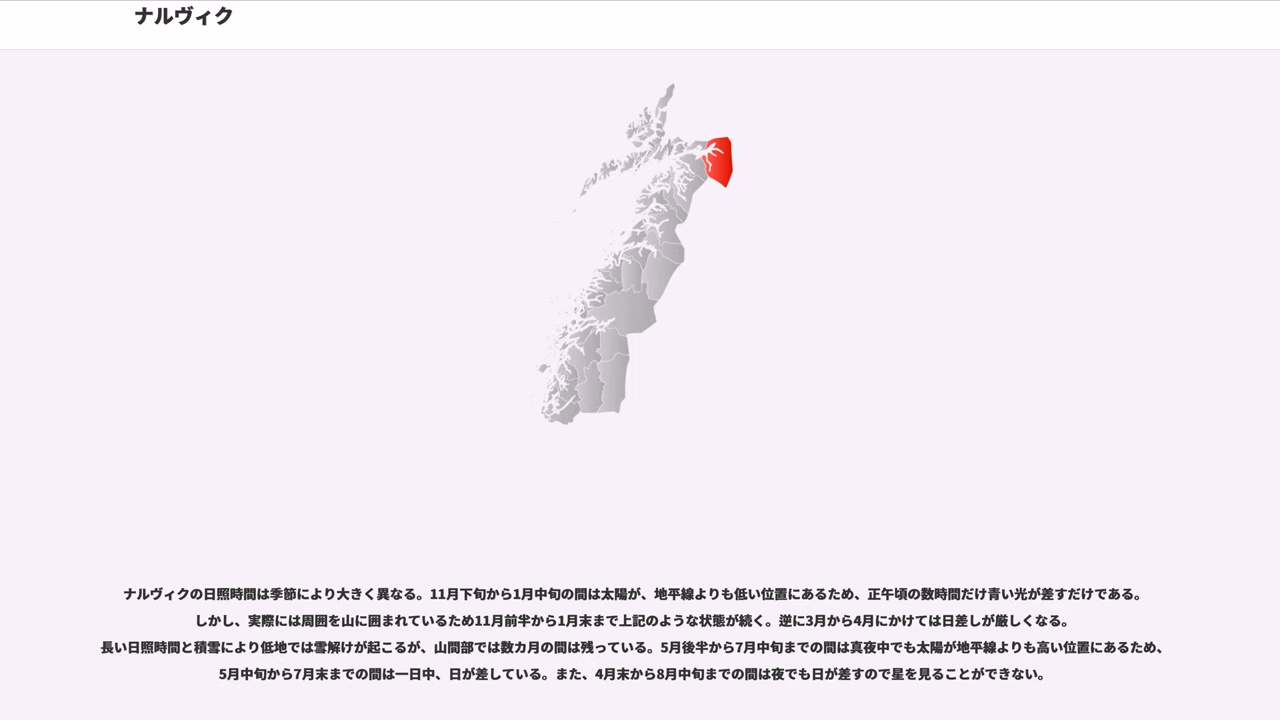 ナルヴィク
ナルヴィクの日照時間は季節により大きく異なる。11月下旬から1月中旬の間は太陽が、地平線よりも低い位置にあるため、正午頃の数時間だけ青い光が差すだけである。
しかし、実際には周囲を山に囲まれているため11月前半から1月末まで上記のような状態が続く。逆に3月から4月にかけては日差しが厳しくなる。
長い日照時間と積雪により低地では雪解けが起こるが、山間部では数カ月の間は残っている。5月後半から7月中旬までの間は真夜中でも太陽が地平線よりも高い位置にあるため、
5月中旬から7月末までの間は一日中、日が差している。また、4月末から8月中旬までの間は夜でも日が差すので星を見ることができない。